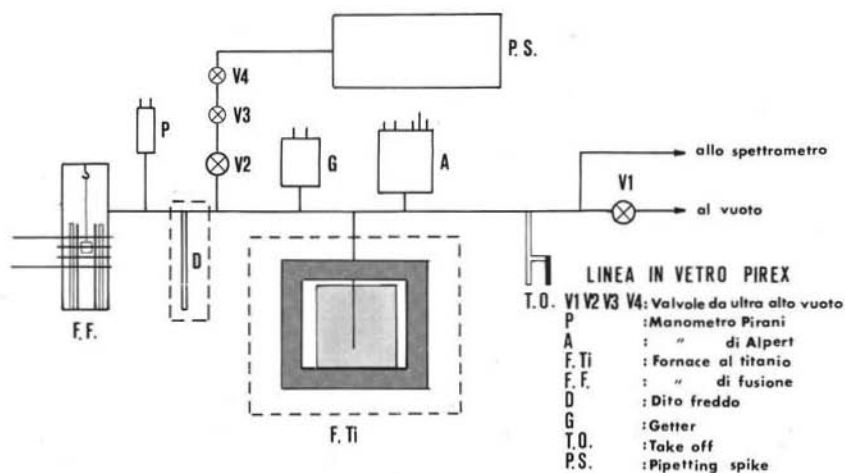 P.S.
V4
V3
P
V2
G
A
allo spettrometro
V1
al vuoto
D
F.F.
F.Ti
T.O.
LINEA IN VETRO PIREX
V1 V2 V3 V4: Valvole da ultra alto vuoto
P : Manometro Pirani
A : " di Alpert
F.Ti : Fornace al titanio
F.F. : " di fusione
D : Dito freddo
G : Getter
T.O. : Take off
P.S. : Pipetting spike